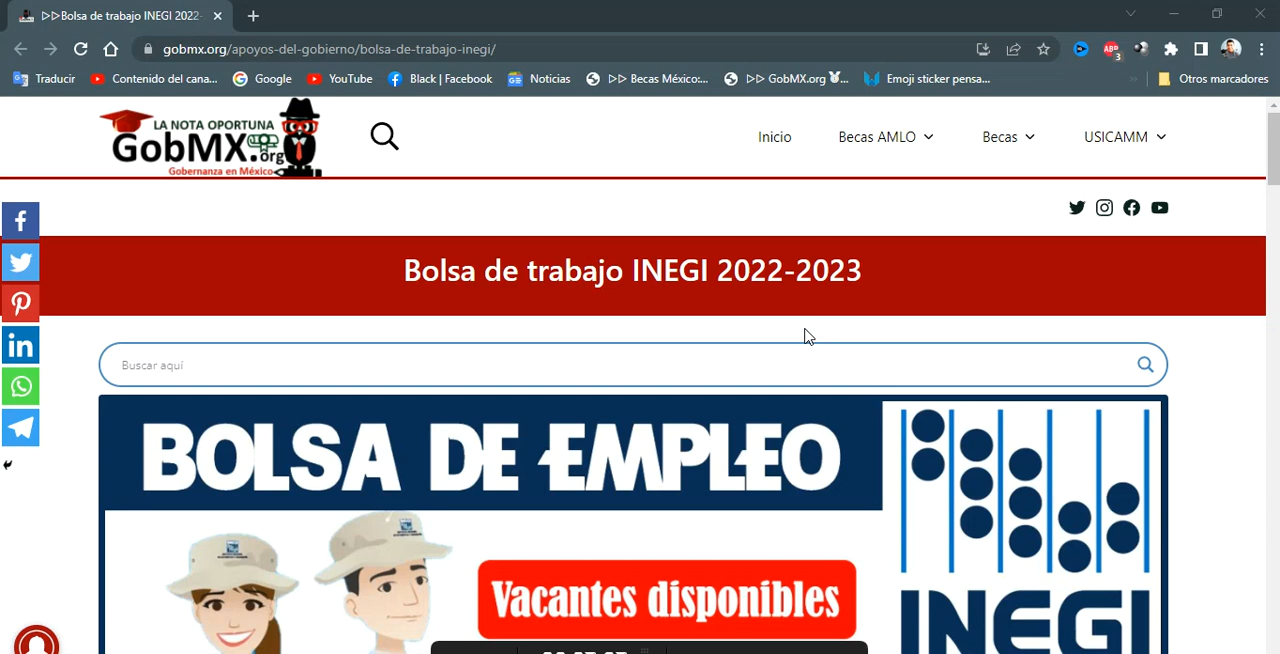 ▷▷Bolsa de trabajo INEGI 2022-
gobmx.org/apoyos-del-gobierno/bolsa-de-trabajo-inegi/
ABP
3
Traducir
Contenido del cana...
Google
YouTube
Black | Facebook
Noticias
▷▷ Becas México:...
▷▷ GobMX.org 🏅...
Emoji sticker pensa...
Otros marcadores
LA NOTA OPORTUNA
GobMX.org
Gobernanza en México
Inicio
Becas AMLO
Becas
USICAMM
Bolsa de trabajo INEGI 2022-2023
Buscar aquí
BOLSA DE EMPLEO
Vacantes disponibles
INEGI